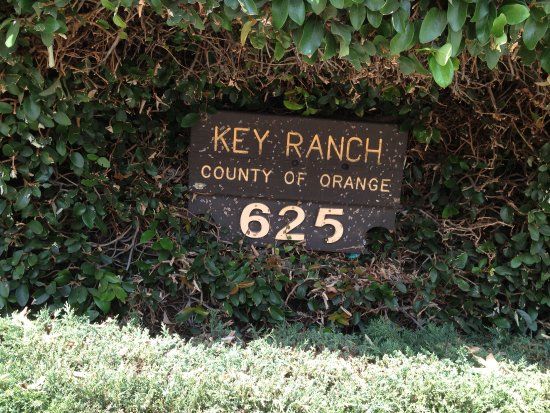 KEY RANCH
COUNTY OF ORANGE
625